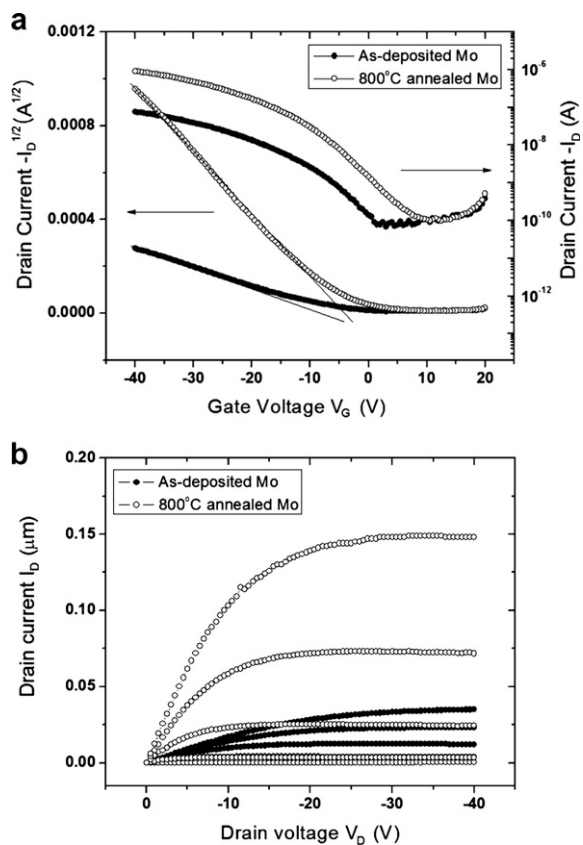 a
As-deposited Mo
800°C annealed Mo
Drain Current -I_D^{1/2}(A^{1/2})
0.0012
0.0008
0.0004
0.0000
Drain Current -I_D (A)
10^{-6}
10^{-8}
10^{-10}
10^{-12}
-40 -30 -20 -10 0 10 20
Gate Voltage V_G (V)
b
As-deposited Mo
800°C annealed Mo
Drain current I_D (μm)
0.20
0.15
0.10
0.05
0.00
0 -10 -20 -30 -40
Drain voltage V_D (V)